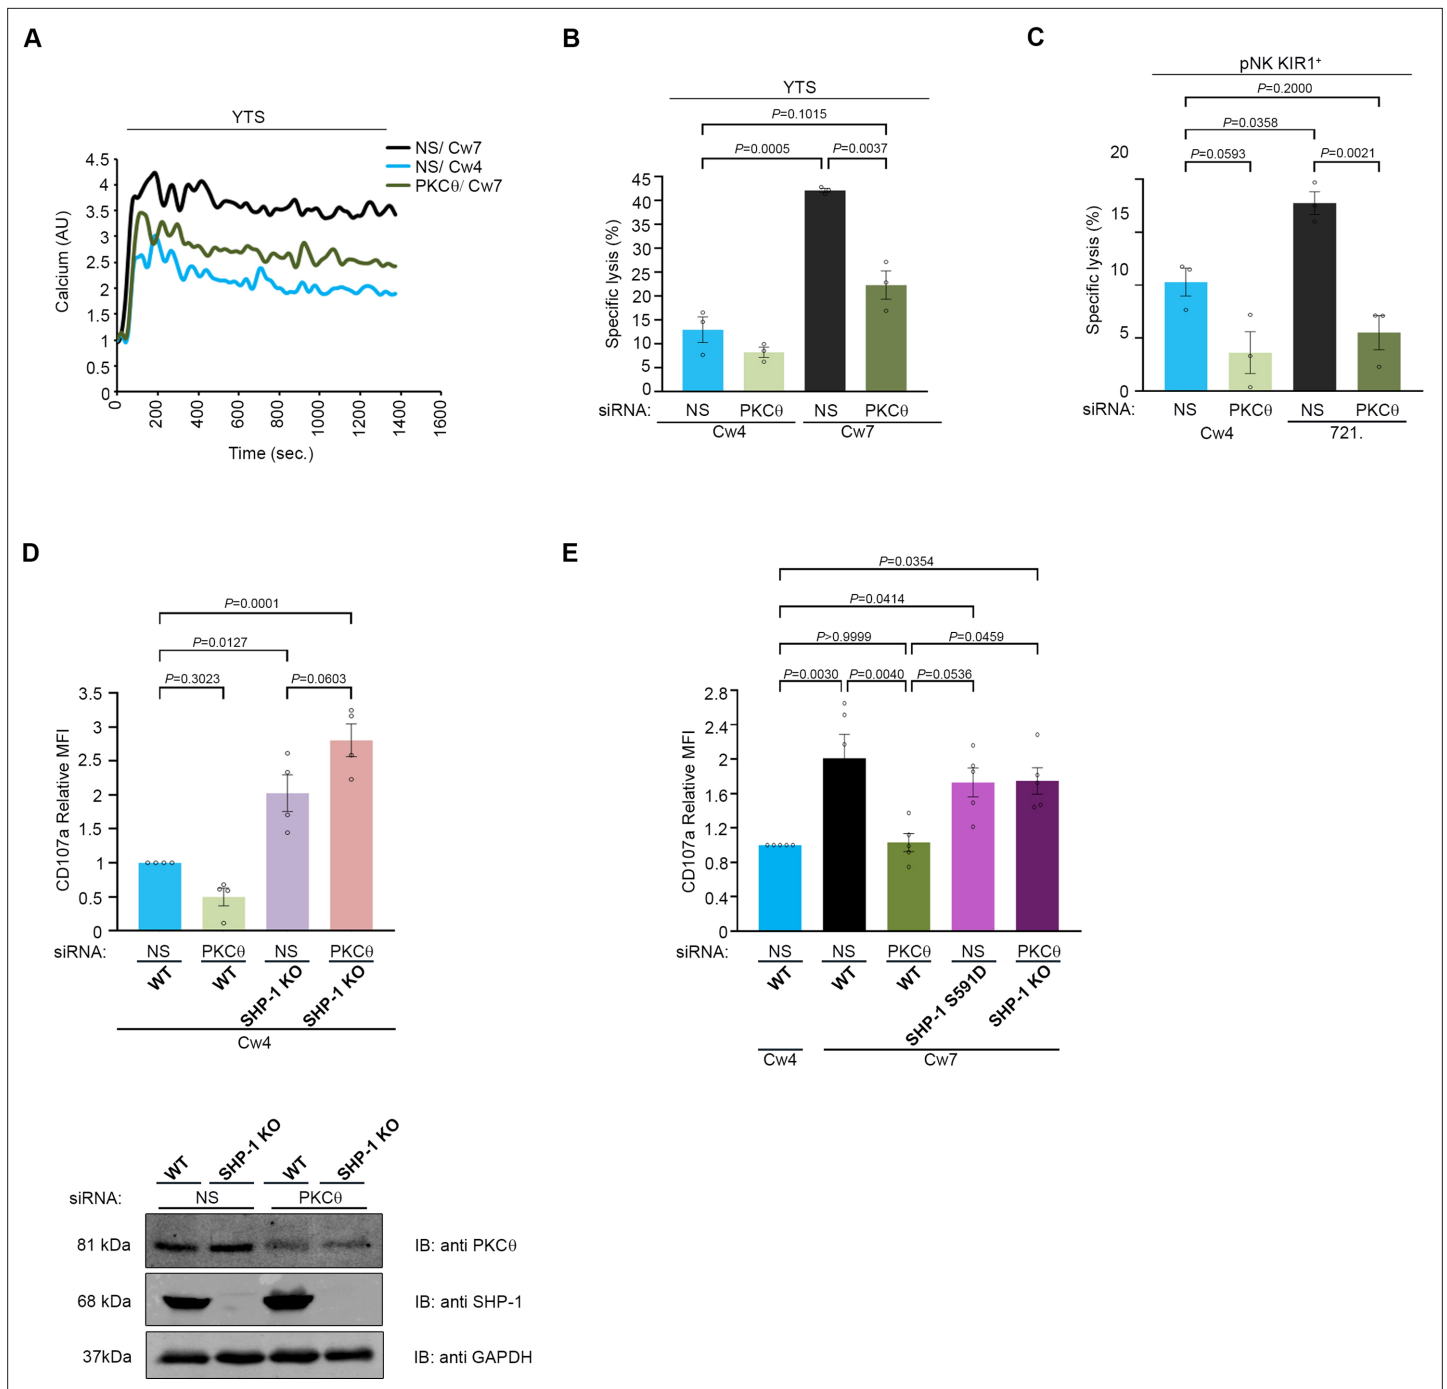 A
YTS
NS/ Cw7
NS/ Cw4
PKCθ/ Cw7
Calcium (AU)
4.5
4
3.5
3
2.5
2
1.5
1
0.5
0
0
200
400
600
800
1000
1200
1400
1600
Time (sec.)
B
YTS
P=0.1015
P=0.0005
P=0.0037
Specific lysis (%)
45
40
35
30
25
20
15
10
5
0
siRNA: NS PKCθ NS PKCθ
Cw4 Cw7
C
pNK KIR1+
P=0.2000
P=0.0358
P=0.0593
P=0.0021
Specific lysis (%)
20
15
10
5
0
siRNA: NS PKCθ NS PKCθ
Cw4 721.
D
P=0.0001
P=0.0127
P=0.3023
P=0.0603
CD107a Relative MFI
3.5
3
2.5
2
1.5
1
0.5
0
siRNA: NS PKCθ NS PKCθ
WT WT SHP-1 KO SHP-1 KO
Cw4
WT SHP-1 KO WT SHP-1 KO
siRNA: NS PKCθ
81 kDa IB: anti PKCθ
68 kDa IB: anti SHP-1
37kDa IB: anti GAPDH
E
P=0.0354
P=0.0414
P>0.9999
P=0.0459
P=0.0030
P=0.0040
P=0.0536
CD107a Relative MFI
2.8
2.4
2
1.6
1.2
0.8
0.4
0
siRNA: NS NS PKCθ NS PKCθ
WT WT WT SHP-1 S591D SHP-1 KO
Cw4 Cw7